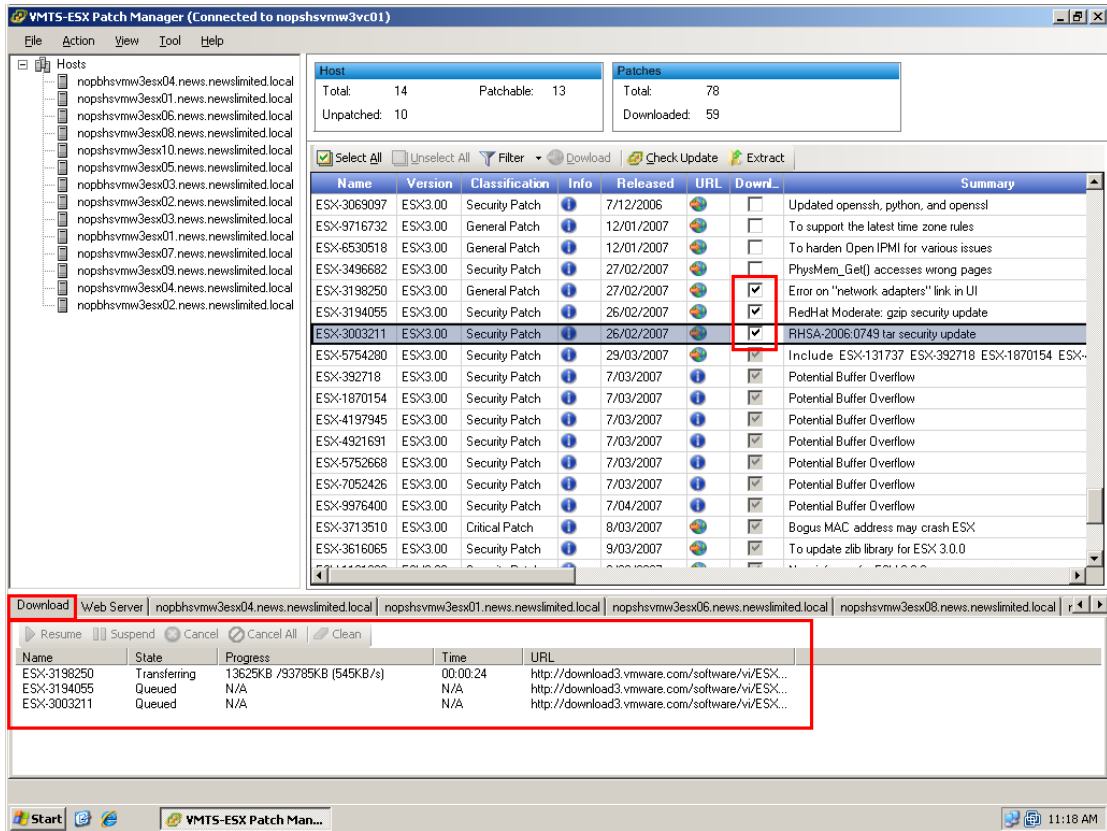 VMTS-ESX Patch Manager (Connected to nopshsvmw3vc01)
File Action View Tool Help
Hosts
nopbhsvmw3esx04.news.newslimited.local
nopshsvmw3esx01.news.newslimited.local
nopshsvmw3esx06.news.newslimited.local
nopshsvmw3esx08.news.newslimited.local
nopshsvmw3esx10.news.newslimited.local
nopshsvmw3esx05.news.newslimited.local
nopbhsvmw3esx03.news.newslimited.local
nopshsvmw3esx02.news.newslimited.local
nopshsvmw3esx03.news.newslimited.local
nopbhsvmw3esx01.news.newslimited.local
nopshsvmw3esx07.news.newslimited.local
nopshsvmw3esx09.news.newslimited.local
nopshsvmw3esx04.news.newslimited.local
nopbhsvmw3esx02.news.newslimited.local
Host
Total: 14 Patchable: 13
Unpatched: 10
Patches
Total: 78
Downloaded: 59
Select All Unselect All Filter Dowload Check Update Extract
Name Version Classification Info Released URL Downl... Summary
ESX-3069097 ESX3.00 Security Patch 7/12/2006 Updated openssh, python, and openssl
ESX-9716732 ESX3.00 General Patch 12/01/2007 To support the latest time zone rules
ESX-6530518 ESX3.00 General Patch 12/01/2007 To harden Open IPMI for various issues
ESX-3496682 ESX3.00 Security Patch 27/02/2007 PhysMem_Get() accesses wrong pages
ESX-3198250 ESX3.00 General Patch 27/02/2007 Error on "network adapters" link in UI
ESX-3194055 ESX3.00 Security Patch 26/02/2007 RedHat Moderate: gzip security update
ESX-3003211 ESX3.00 Security Patch 26/02/2007 RHSA-2006:0749 tar security update
ESX-5754280 ESX3.00 Security Patch 29/03/2007 Include ESX-131737 ESX-392718 ESX-1870154 ESX-
ESX-392718 ESX3.00 Security Patch 7/03/2007 Potential Buffer Overflow
ESX-1870154 ESX3.00 Security Patch 7/03/2007 Potential Buffer Overflow
ESX-4197945 ESX3.00 Security Patch 7/03/2007 Potential Buffer Overflow
ESX-4921691 ESX3.00 Security Patch 7/03/2007 Potential Buffer Overflow
ESX-5752668 ESX3.00 Security Patch 7/03/2007 Potential Buffer Overflow
ESX-7052426 ESX3.00 Security Patch 7/03/2007 Potential Buffer Overflow
ESX-9976400 ESX3.00 Security Patch 7/04/2007 Potential Buffer Overflow
ESX-3713510 ESX3.00 Critical Patch 8/03/2007 Bogus MAC address may crash ESX
ESX-3616065 ESX3.00 Security Patch 9/03/2007 To update zlib library for ESX 3.0.0
Download Web Server nopbhsvmw3esx04.news.newslimited.local nopshsvmw3esx01.news.newslimited.local nopshsvmw3esx06.news.newslimited.local nopshsvmw3esx08.news.newslimited.local
Resume Suspend Cancel Cancel All Clean
Name State Progress Time URL
ESX-3198250 Transferring 13625KB /93785KB (545KB/s) 00:00:24 http://download3.vmware.com/software/vi/ESX...
ESX-3194055 Queued N/A N/A http://download3.vmware.com/software/vi/ESX...
ESX-3003211 Queued N/A N/A http://download3.vmware.com/software/vi/ESX...
Start VMTS-ESX Patch Man... 11:18 AM